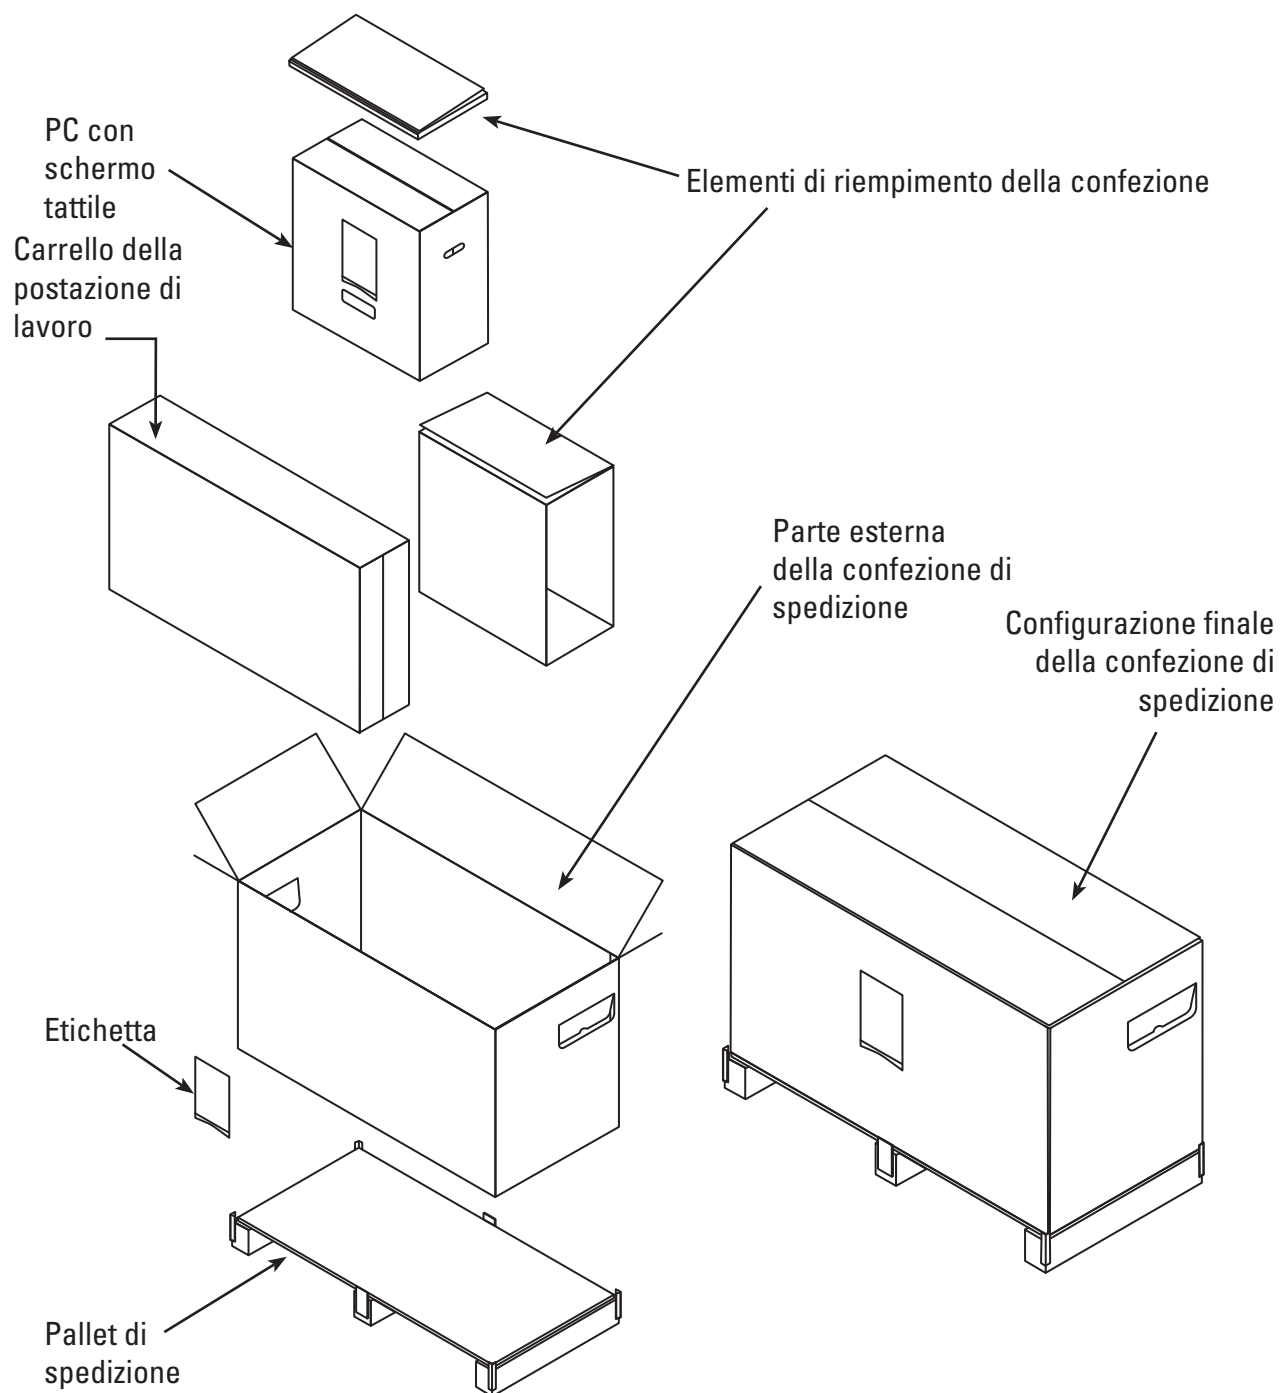 PC con
schermo
tattile
Elementi di riempimento della confezione
Carrello della
postazione di
lavoro
Parte esterna
della confezione di
spedizione
Configurazione finale
della confezione di
spedizione
Etichetta
Pallet di
spedizione